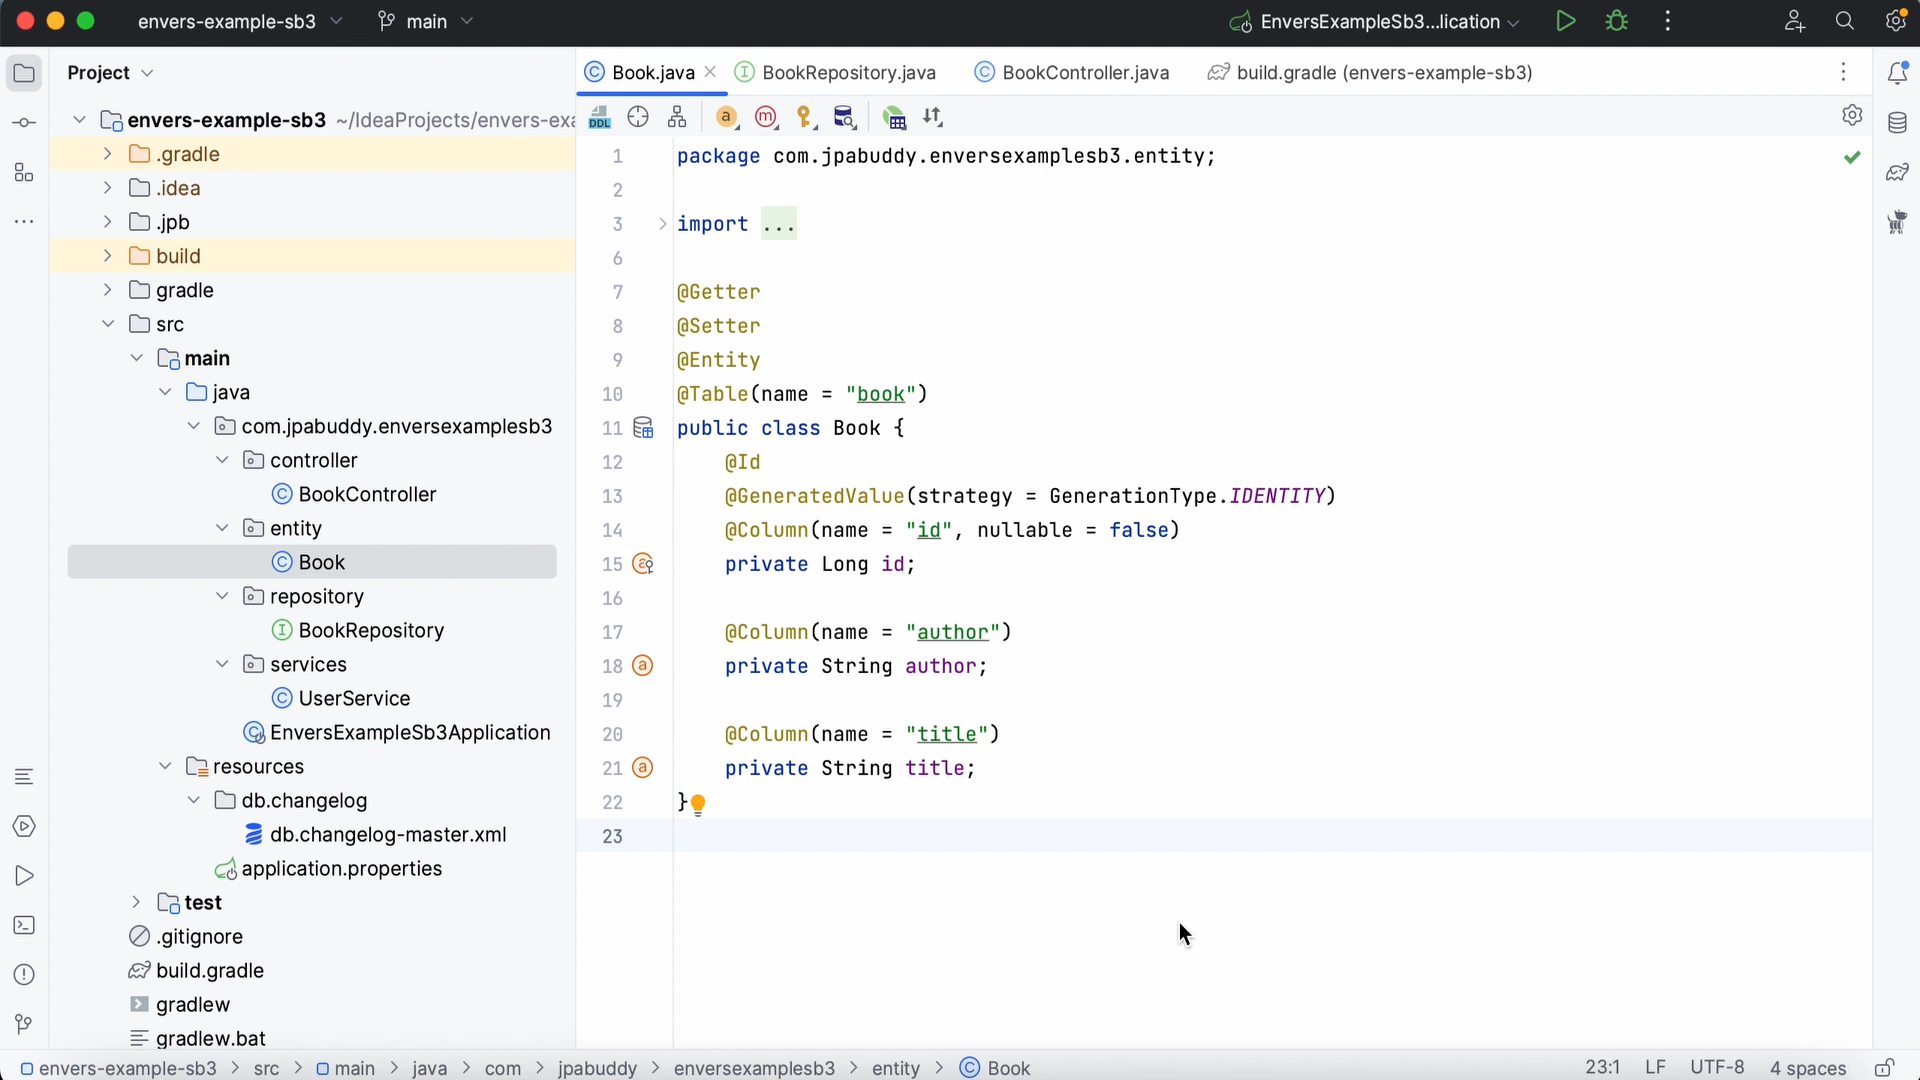 envers-example-sb3
main
EnversExampleSb3...lication
Project
Book.java
BookRepository.java
BookController.java
build.gradle (envers-example-sb3)
envers-example-sb3 ~/IdeaProjects/envers-exa
.gradle
.idea
.jpb
build
gradle
src
main
java
com.jpabuddy.enversexamplesb3
controller
BookController
entity
Book
repository
BookRepository
services
UserService
EnversExampleSb3Application
resources
db.changelog
db.changelog-master.xml
application.properties
test
.gitignore
build.gradle
gradlew
gradlew.bat
DDL
1 package com.jpabuddy.enversexamplesb3.entity;
2
3 import ...
6
7 @Getter
8 @Setter
9 @Entity
10 @Table(name = "book")
11 public class Book {
12 @Id
13 @GeneratedValue(strategy = GenerationType.IDENTITY)
14 @Column(name = "id", nullable = false)
15 private Long id;
16
17 @Column(name = "author")
18 private String author;
19
20 @Column(name = "title")
21 private String title;
22 }
23
envers-example-sb3 > src > main > java > com > jpabuddy > enversexamplesb3 > entity > Book
23:1 LF UTF-8 4 spaces